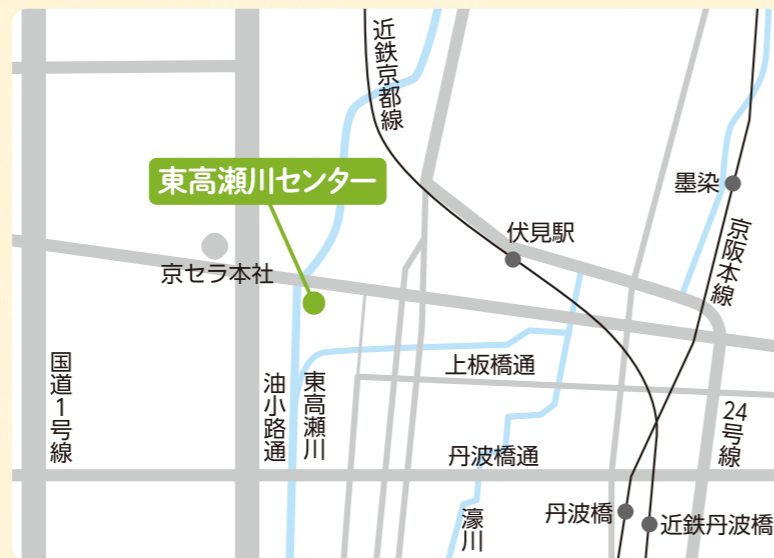 近鉄京都線
東高瀬川センター
墨染
伏見駅
京阪本線
京セラ本社
国道1号線
油小路通
東高瀬川
上板橋通
24号線
丹波橋通
濠川
丹波橋
近鉄丹波橋